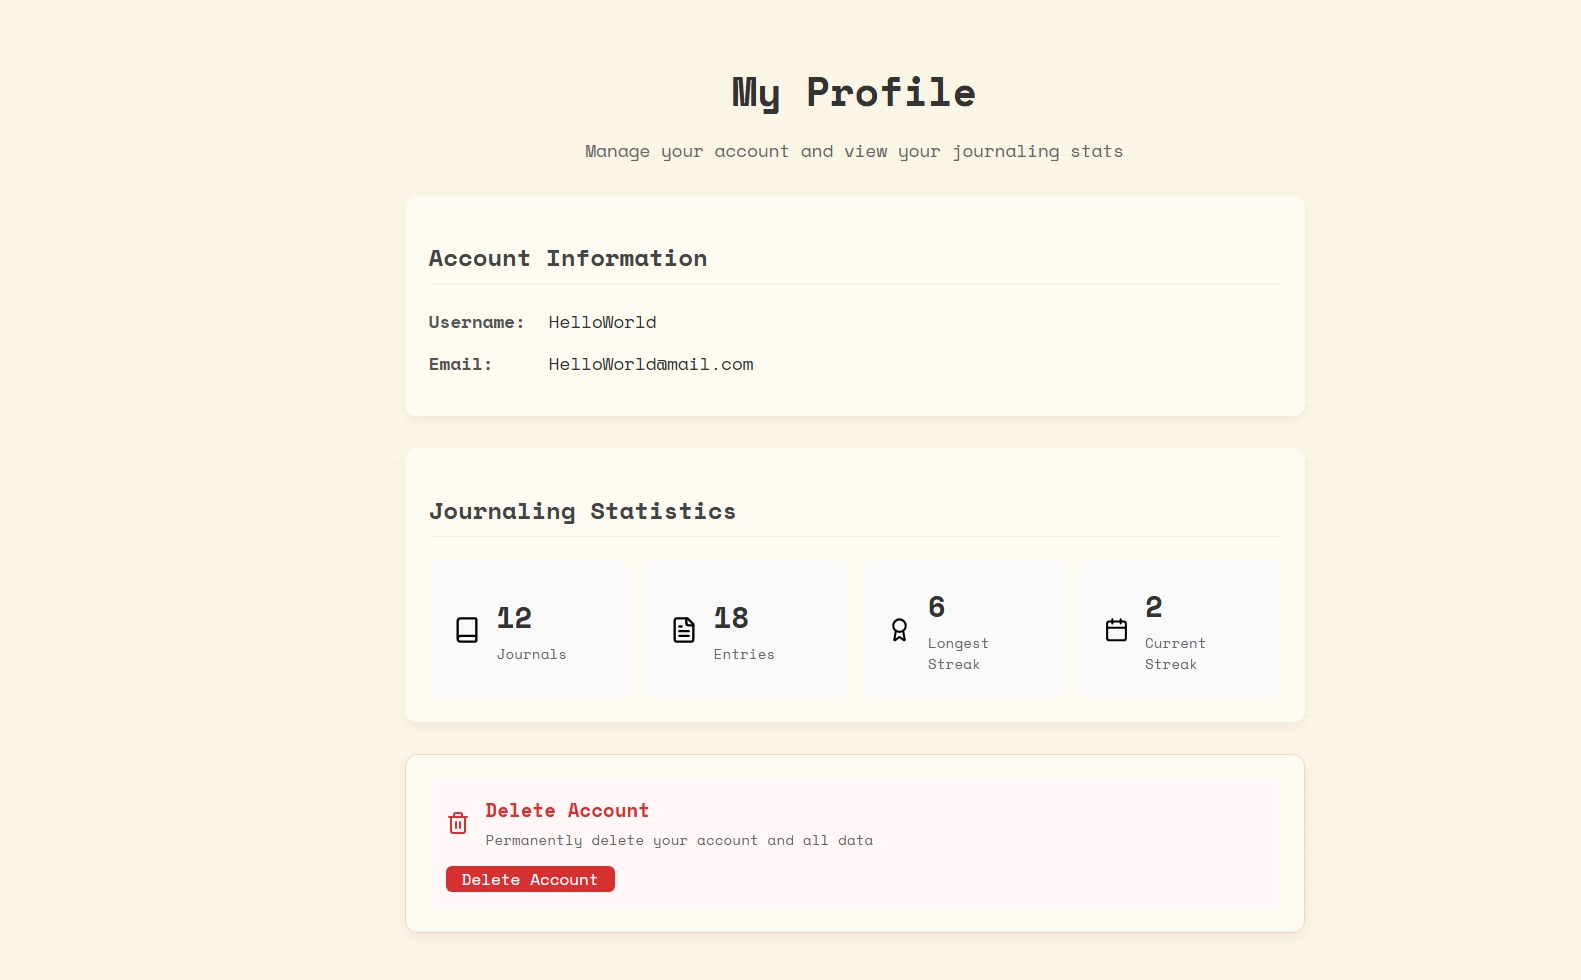 My Profile
Manage your account and view your journaling stats
Account Information
Username: HelloWorld
Email: HelloWorld@mail.com
Journaling Statistics
12
Journals
18
Entries
6
Longest
Streak
2
Current
Streak
Delete Account
Permanently delete your account and all data
Delete Account